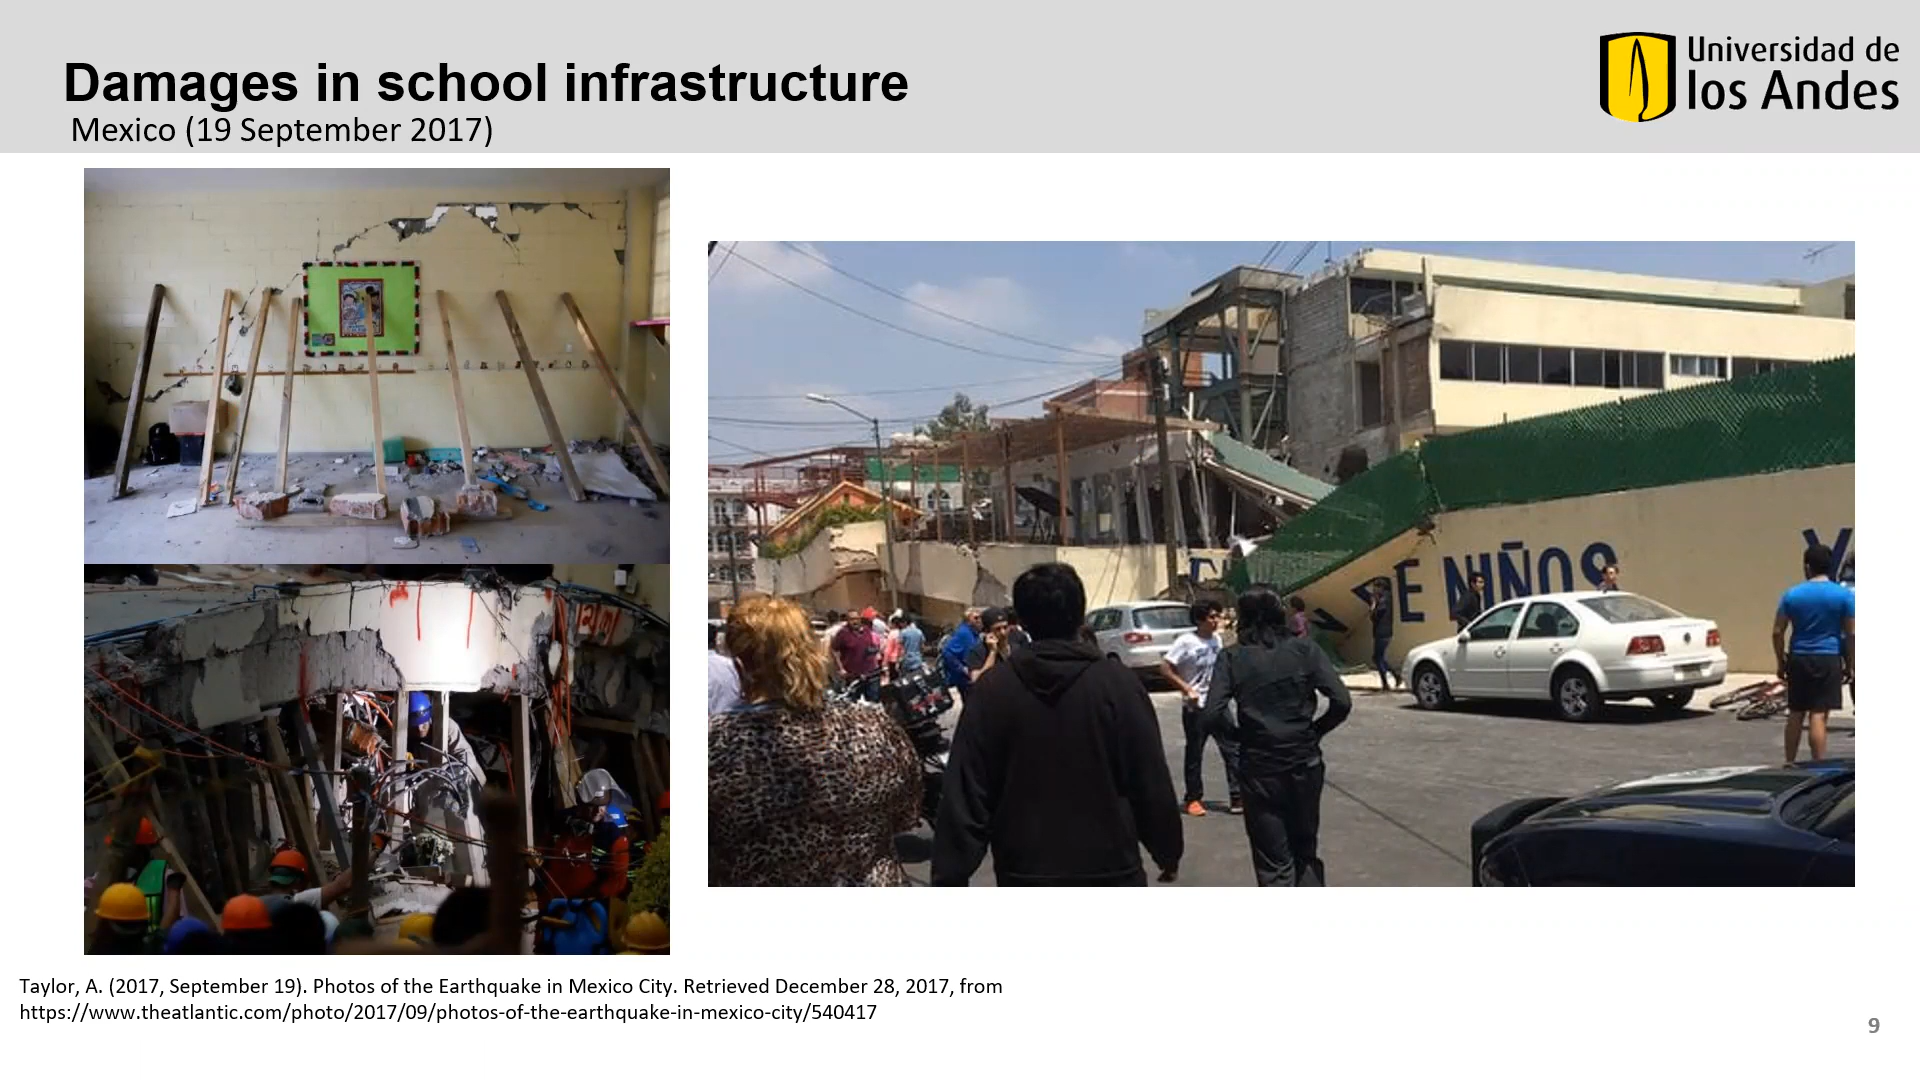 Damages in school infrastructure
Mexico (19 September 2017)
Universidad de
los Andes
DE NIÑOS
Y
Taylor, A. (2017, September 19). Photos of the Earthquake in Mexico City. Retrieved December 28, 2017, from
https://www.theatlantic.com/photo/2017/09/photos-of-the-earthquake-in-mexico-city/540417
9